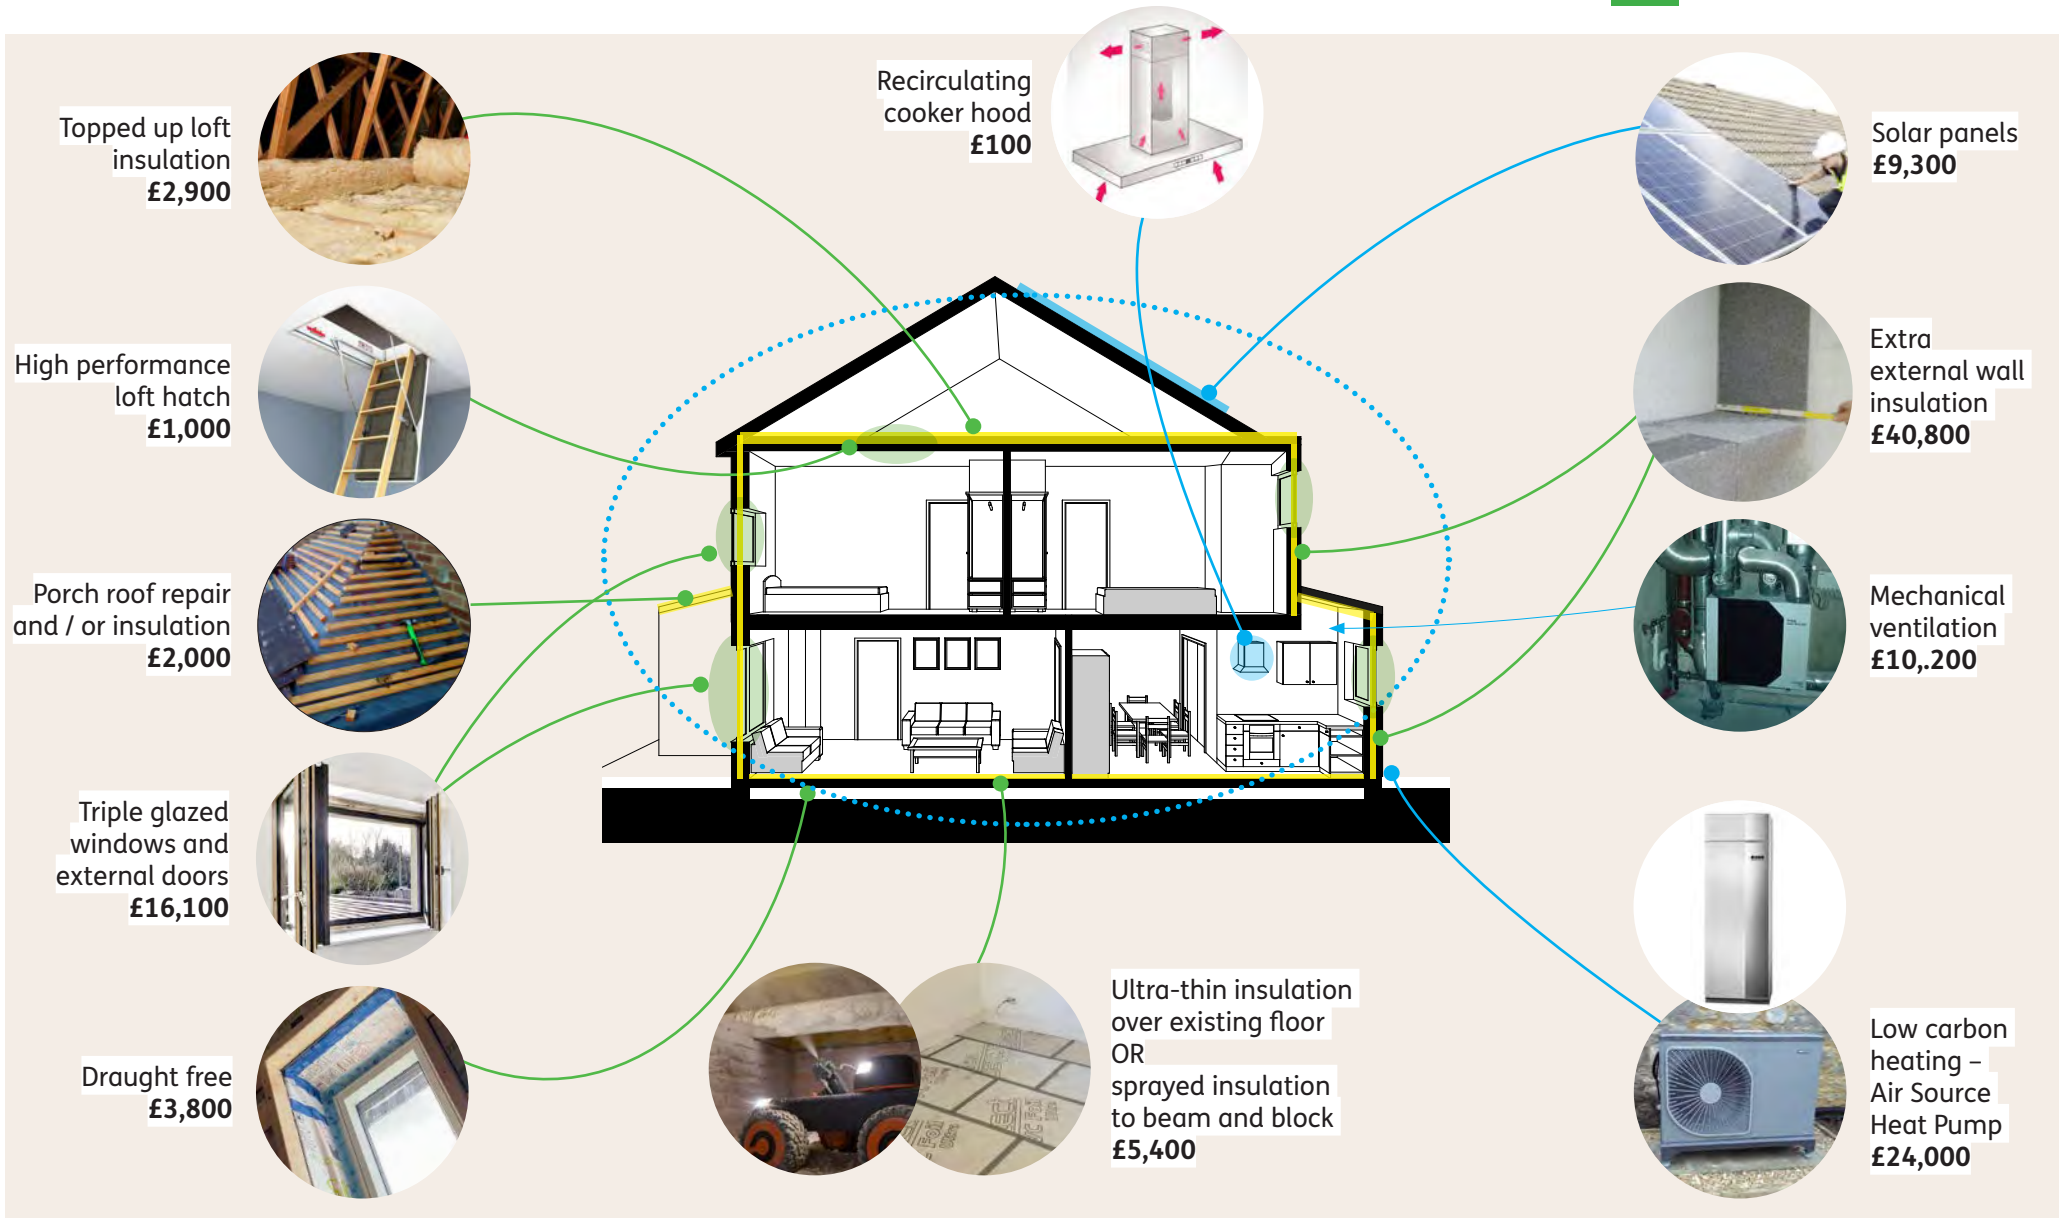 Topped up loft
insulation
£2,900
High performance
loft hatch
£1,000
Porch roof repair
and / or insulation
£2,000
Triple glazed
windows and
external doors
£16,100
Draught free
£3,800
Recirculating
cooker hood
£100
Ultra-thin insulation
over existing floor
OR
sprayed insulation
to beam and block
£5,400
Solar panels
£9,300
Extra
external wall
insulation
£40,800
Mechanical
ventilation
£10,.200
Low carbon
heating –
Air Source
Heat Pump
£24,000